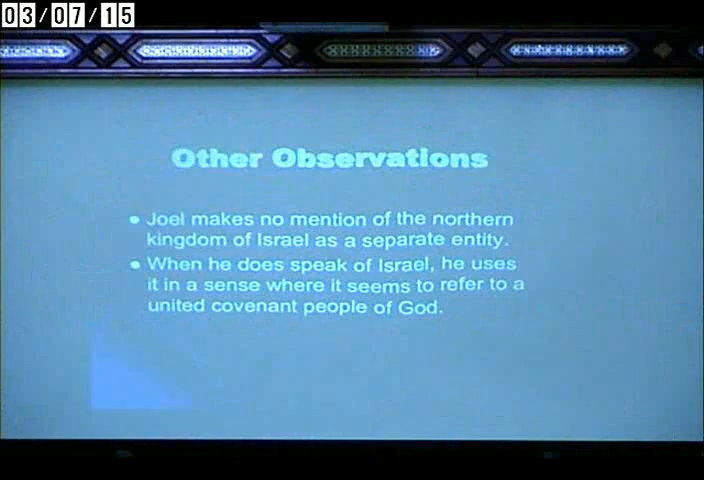 03/07/15
Other Observations
• Joel makes no mention of the northern
kingdom of Israel as a separate entity.
• When he does speak of Israel, he uses
it in a sense where it seems to refer to a
united covenant people of God.